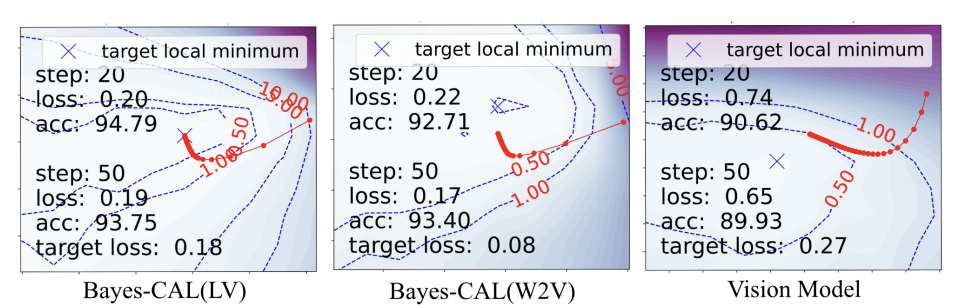 target local minimum
step: 20
loss: 0.20
acc: 94.79
10.00
5.00
0.50
1.00
step: 50
loss: 0.19
acc: 93.75
target loss: 0.18
Bayes-CAL(LV)
target local minimum
step: 20
loss: 0.22
acc: 92.71
5.00
0.50
1.00
step: 50
loss: 0.17
acc: 93.40
target loss: 0.08
Bayes-CAL(W2V)
target local minimum
step: 20
loss: 0.74
acc: 90.62
1.00
0.50
step: 50
loss: 0.65
acc: 89.93
target loss: 0.27
Vision Model